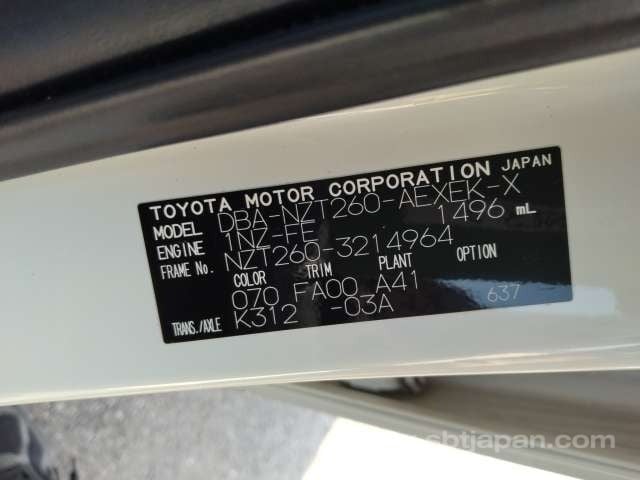 TOYOTA MOTOR CORPORATION JAPAN
MODEL DBA-NZT260-AEXEK-X
ENGINE 1NZ-FE 1496 mL
FRAME No. NZT260-3214964
COLOR TRIM PLANT OPTION
070 FA00 A41 637
TRANS./AXLE K312 -03A
sbtjapan.com